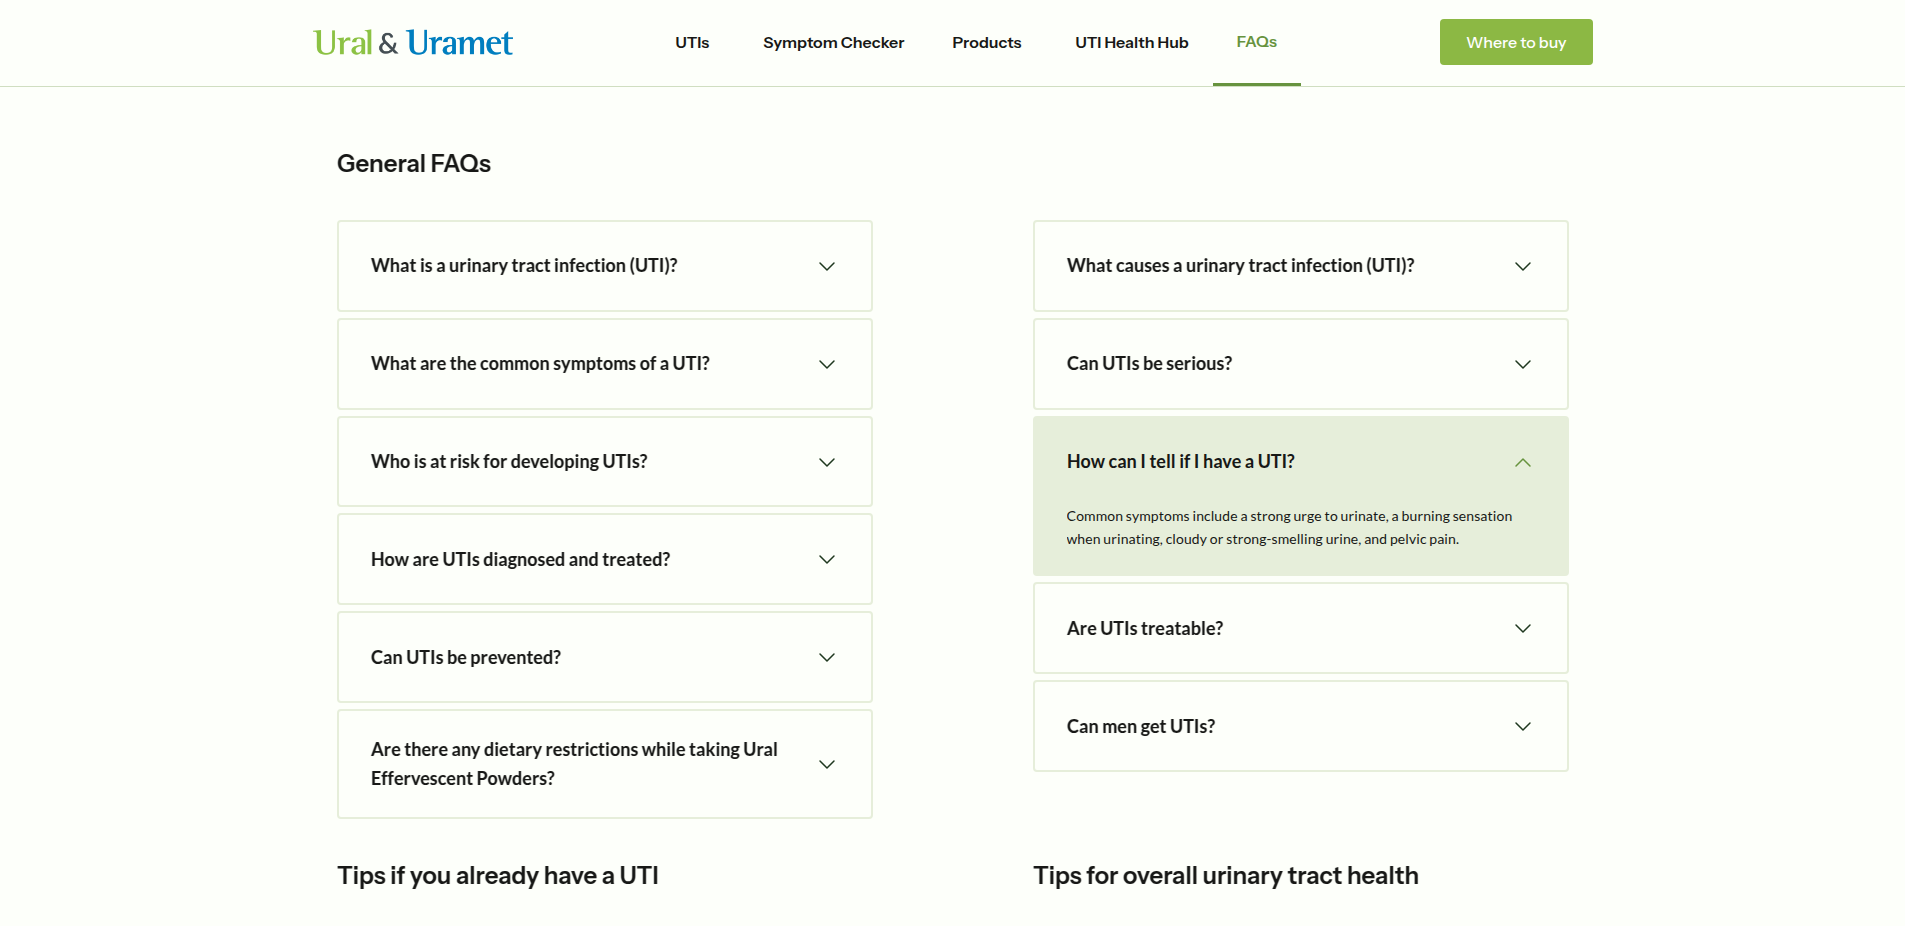 Ural & Uramet
UTIs
Symptom Checker
Products
UTI Health Hub
FAQs
Where to buy
General FAQs
What is a urinary tract infection (UTI)?
What are the common symptoms of a UTI?
Who is at risk for developing UTIs?
How are UTIs diagnosed and treated?
Can UTIs be prevented?
Are there any dietary restrictions while taking Ural
Effervescent Powders?
What causes a urinary tract infection (UTI)?
Can UTIs be serious?
How can I tell if I have a UTI?
Common symptoms include a strong urge to urinate, a burning sensation
when urinating, cloudy or strong-smelling urine, and pelvic pain.
Are UTIs treatable?
Can men get UTIs?
Tips if you already have a UTI
Tips for overall urinary tract health